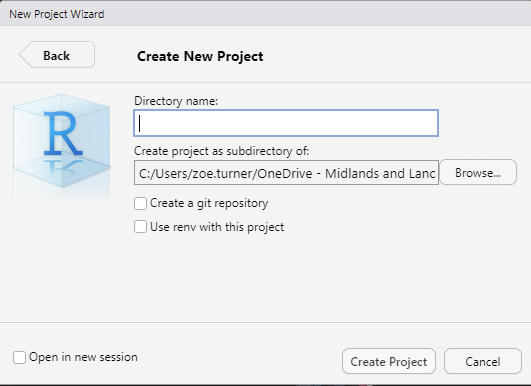 New Project Wizard
Back
Create New Project
Directory name:
R
Create project as subdirectory of:
C:/Users/zoe.turner/OneDrive - Midlands and Lanc
Browse...
Create a git repository
Use renv with this project
Open in new session
Create Project
Cancel